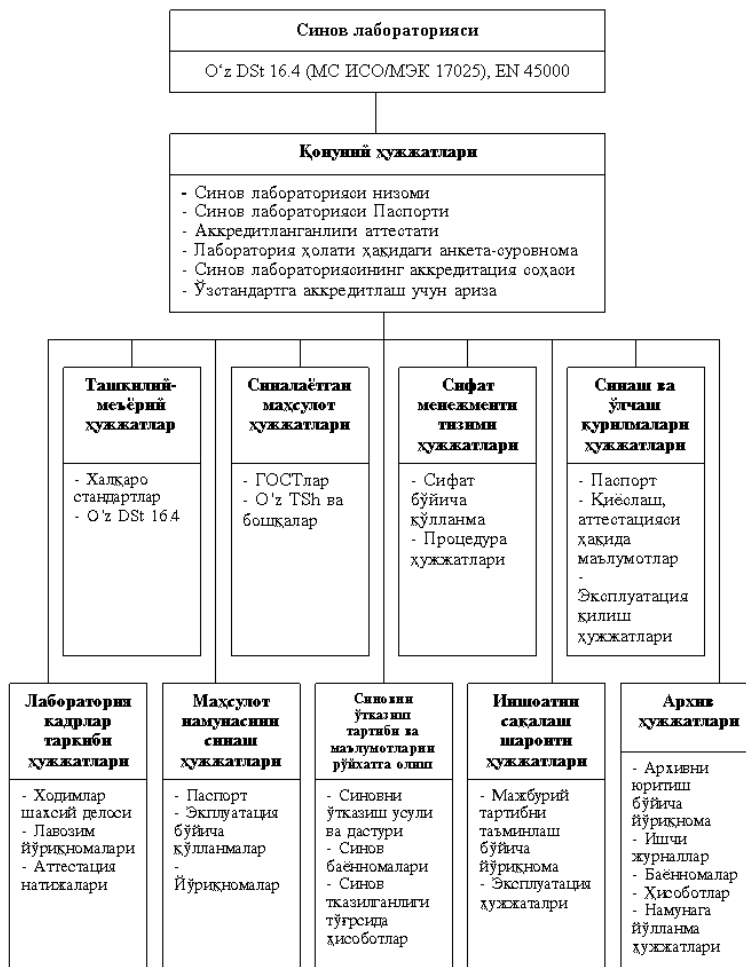 Синов лабораторияси
O‘z DSt 16.4 (МС ИСО/МЭК 17025), EN 45000
Қонуний ҳужжатлари
- Синов лабораторияси низоми
- Синов лабораторияси Паспорти
- Аккредитланганлиги аттестати
- Лаборатория ҳолати ҳақидаги анкета-суровнома
- Синов лабораториясининг аккредитация соҳаси
- Ўзстандартга аккредитлаш учун ариза
Ташкилий-
меъёрий
ҳужжатлар
- Халқаро
стандартлар
- O'z DSt 16.4
Синалаётган
маҳсулот
ҳужжатлари
- ГОСТлар
- O'z TSh ва
бошқалар
Сифат
менежменти
тизими
ҳужжатлари
- Сифат
бўйича
қўлланма
- Процедура
ҳужжатлари
Синаш ва
ўлчаш
қурилмалари
ҳужжатлари
- Паспорт
- Қиёслаш,
аттестацияси
ҳақида
маълумотлар
-
Эксплуатация
қилиш
ҳужжатлари
Лаборатория
кадрлар
таркиби
ҳужжатлари
- Ходимлар
шахсий делоси
- Лавозим
йўриқномалари
- Аттестация
натижалари
Маҳсулот
намунасини
синаш
ҳужжатлари
- Паспорт
- Эксплуатация
бўйича
қўлланмалар
-
Йўриқномалар
Синовни
ўтказиш
тартиби ва
маълумотларни
рўйхатга олиш
- Синовни
ўтказиш усули
ва дастури
- Синов
баённомалари
- Синов
тказилганлиги
тўғрсида
ҳисоботлар
Иншоатни
сақалаш
шароити
ҳужжатлари
- Мажбурий
тартибни
таъминлаш
бўйича
йўриқнома
- Эксплуатация
ҳужжаталри
Архив
ҳужжатлари
- Архивни
юритиш
бўйича
йўриқнома
- Ишчи
журналлар
- Баённомалар
- Ҳисоботлар
- Намунага
йўлланма
ҳужжатлари